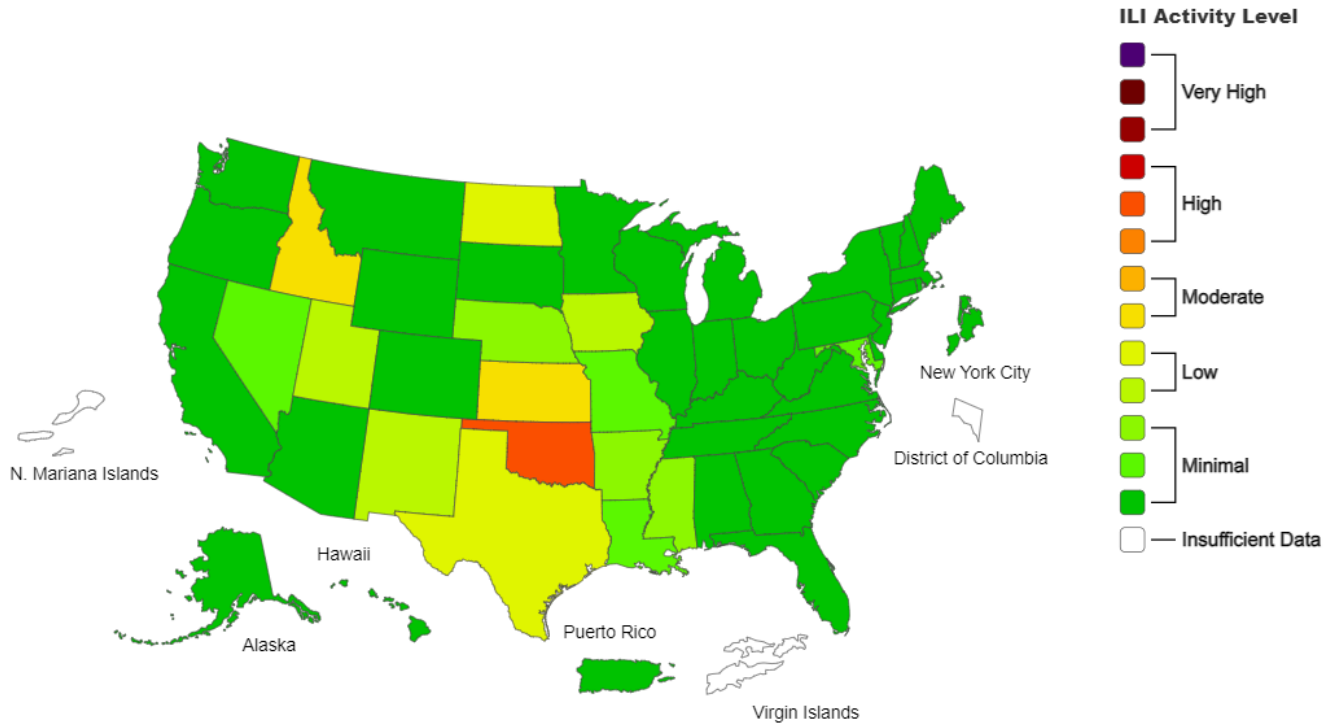 ILI Activity Level
Very High
High
Moderate
Low
Minimal
Insufficient Data
New York City
District of Columbia
N. Mariana Islands
Hawaii
Alaska
Puerto Rico
Virgin Islands